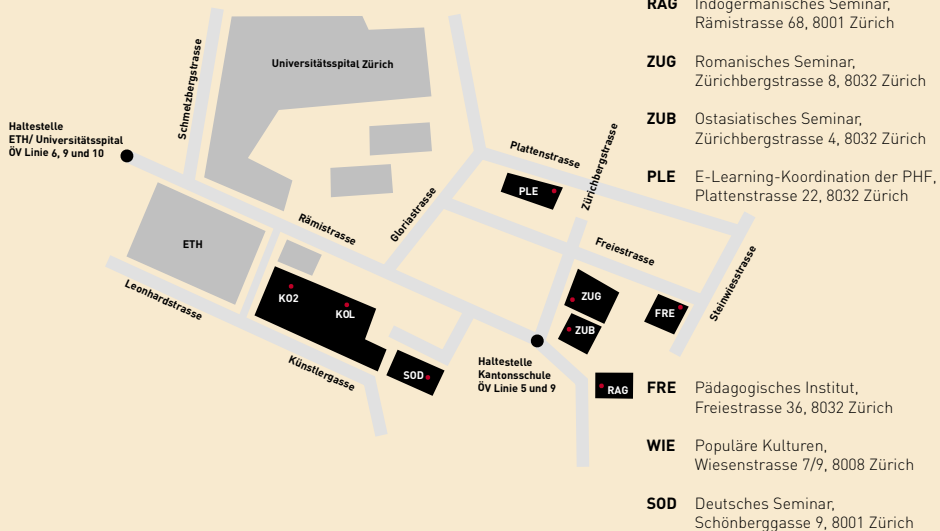 Universitätsspital Zürich
Schmelzbergstrasse
Haltestelle
ETH/ Universitätsspital
ÖV Linie 6, 9 und 10
ETH
Rämistrasse
Gloriastrasse
Plattenstrasse
PLE
Zürichbergstrasse
Freiestrasse
Steinwiesstrasse
Leonhardstrasse
KO2
KOL
Künstlergasse
SOD
Haltestelle
Kantonsschule
ÖV Linie 5 und 9
ZUG
ZUB
FRE
RAG
RAG Indogermanisches Seminar,
Rämistrasse 68, 8001 Zürich
ZUG Romanisches Seminar,
Zürichbergstrasse 8, 8032 Zürich
ZUB Ostasiatisches Seminar,
Zürichbergstrasse 4, 8032 Zürich
PLE E-Learning-Koordination der PHF,
Plattenstrasse 22, 8032 Zürich
FRE Pädagogisches Institut,
Freiestrasse 36, 8032 Zürich
WIE Populäre Kulturen,
Wiesenstrasse 7/9, 8008 Zürich
SOD Deutsches Seminar,
Schönberggasse 9, 8001 Zürich